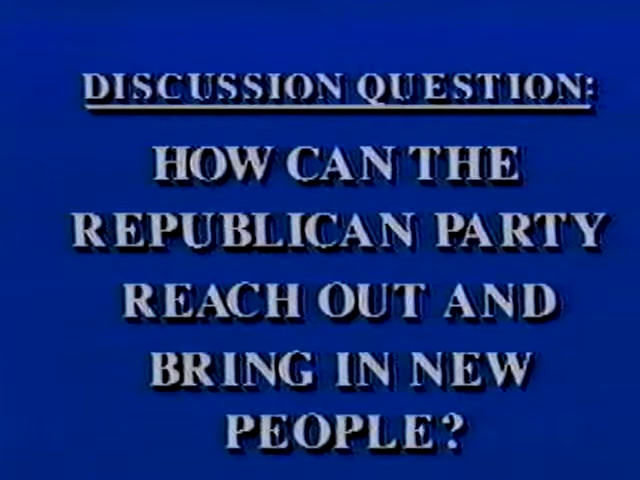 DISCUSSION QUESTION:
HOW CAN THE
REPUBLICAN PARTY
REACH OUT AND
BRING IN NEW
PEOPLE?